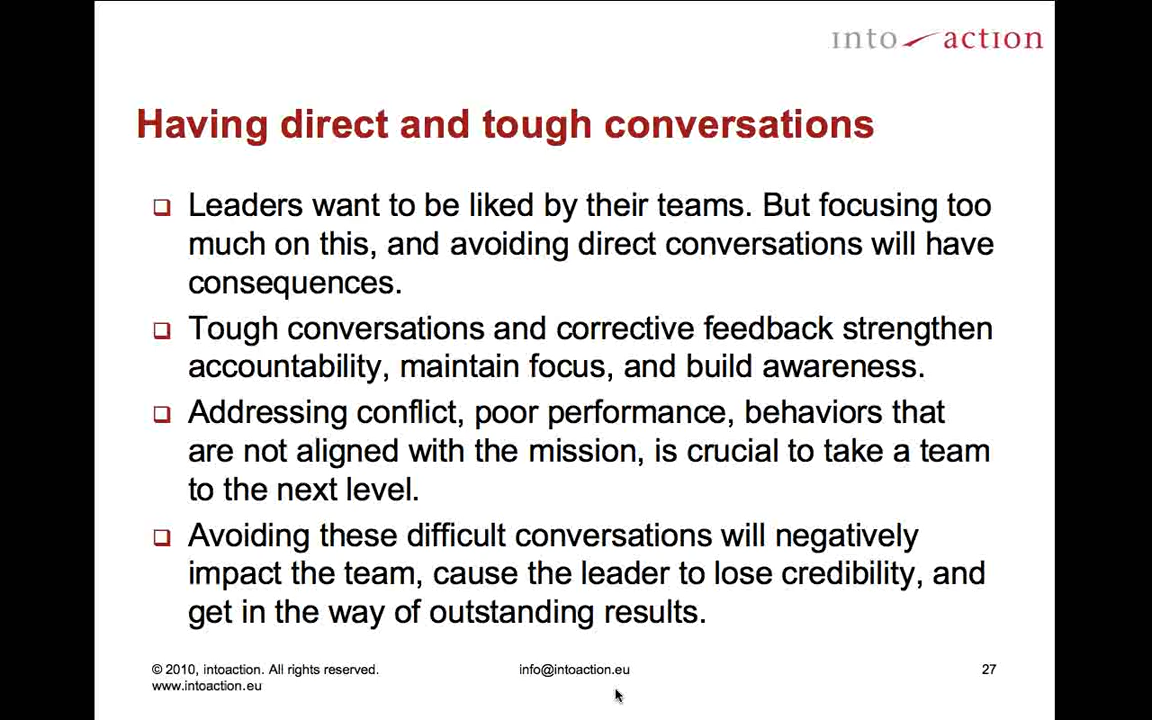 into action
Having direct and tough conversations
Leaders want to be liked by their teams. But focusing too
much on this, and avoiding direct conversations will have
consequences.
Tough conversations and corrective feedback strengthen
accountability, maintain focus, and build awareness.
Addressing conflict, poor performance, behaviors that
are not aligned with the mission, is crucial to take a team
to the next level.
Avoiding these difficult conversations will negatively
impact the team, cause the leader to lose credibility, and
get in the way of outstanding results.
© 2010, intoaction. All rights reserved. info@intoaction.eu 27
www.intoaction.eu